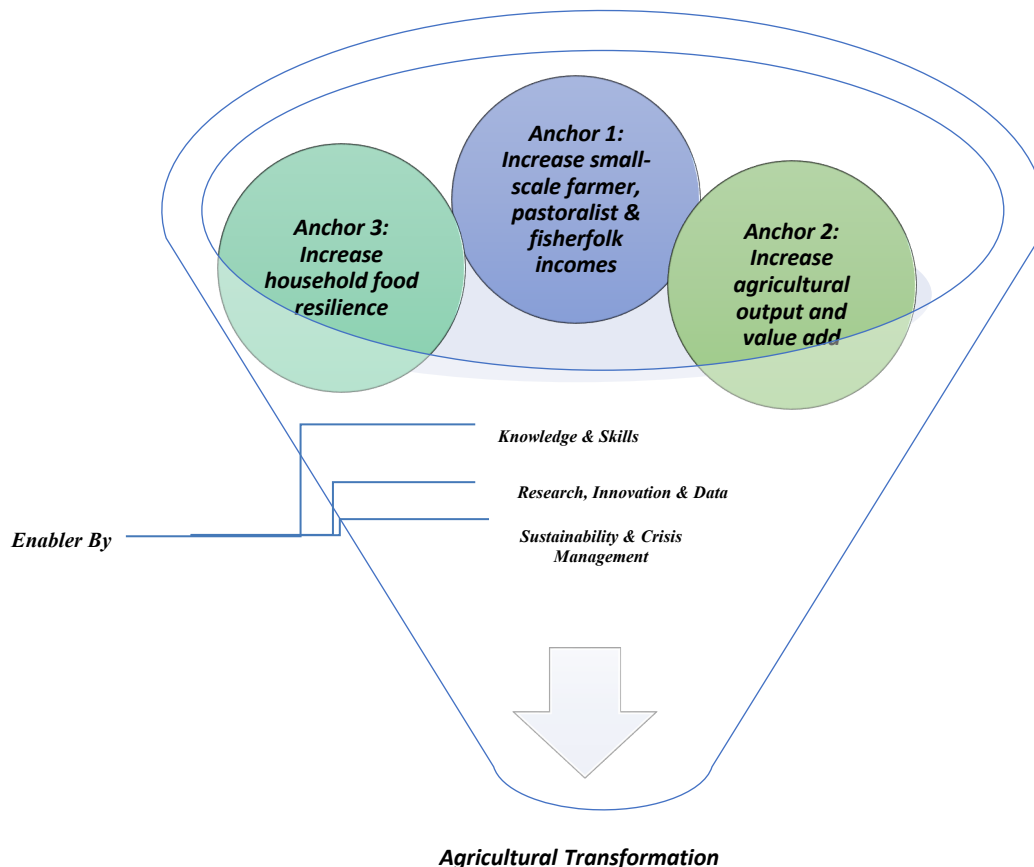 Anchor 1:
Increase small-
scale farmer,
pastoralist &
fisherfolk
incomes
Anchor 3:
Increase
household food
resilience
Anchor 2:
Increase
agricultural
output and
value add
Knowledge & Skills
Research, Innovation & Data
Enabler By
Sustainability & Crisis
Management
Agricultural Transformation